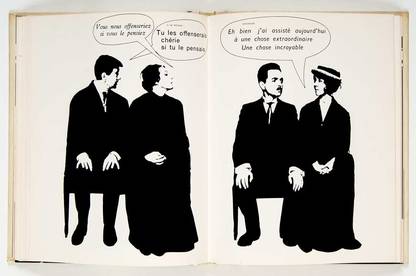 Vous nous offenseriez
si vous le pensiez
Tu les offenserais
chérie
si tu le pensais
Eh bien j'ai assisté aujourd'hui
à une chose extraordinaire
Une chose incroyable